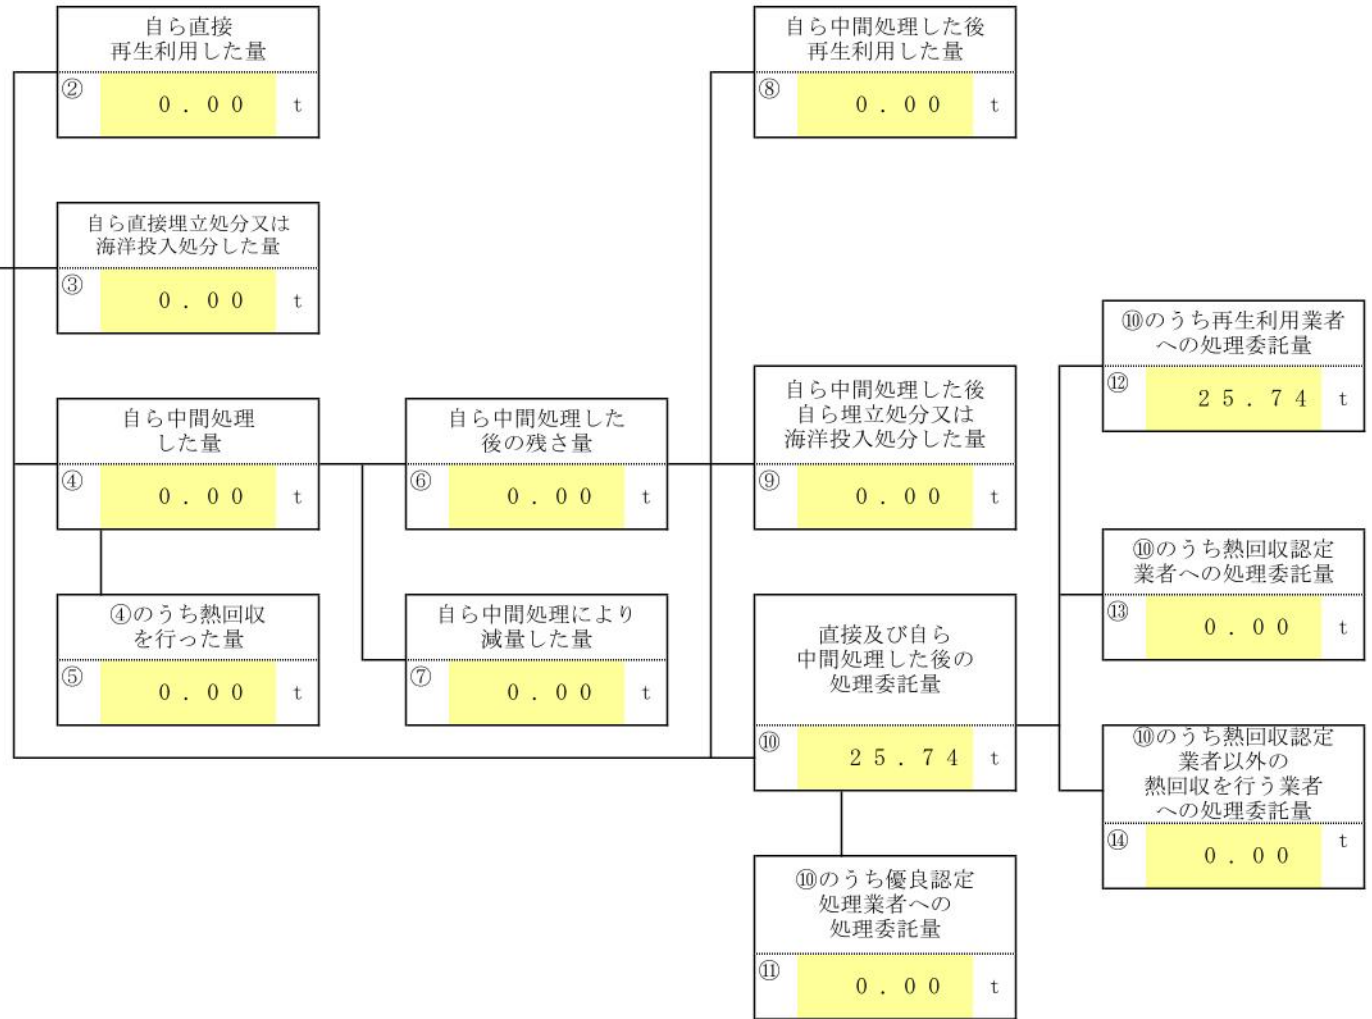 自ら直接
再生利用した量
② 0.00 t
自ら直接埋立処分又は
海洋投入処分した量
③ 0.00 t
自ら中間処理
した量
④ 0.00 t
④のうち熱回収
を行った量
⑤ 0.00 t
自ら中間処理した
後の残さ量
⑥ 0.00 t
自ら中間処理により
減量した量
⑦ 0.00 t
自ら中間処理した後
再生利用した量
⑧ 0.00 t
自ら中間処理した後
自ら埋立処分又は
海洋投入処分した量
⑨ 0.00 t
直接及び自ら
中間処理した後の
処理委託量
⑩ 25.74 t
⑩のうち優良認定
処理業者への
処理委託量
⑪ 0.00 t
⑩のうち再生利用業者
への処理委託量
⑫ 25.74 t
⑩のうち熱回収認定
業者への処理委託量
⑬ 0.00 t
⑩のうち熱回収認定
業者以外の
熱回収を行う業者
への処理委託量
⑭ 0.00 t